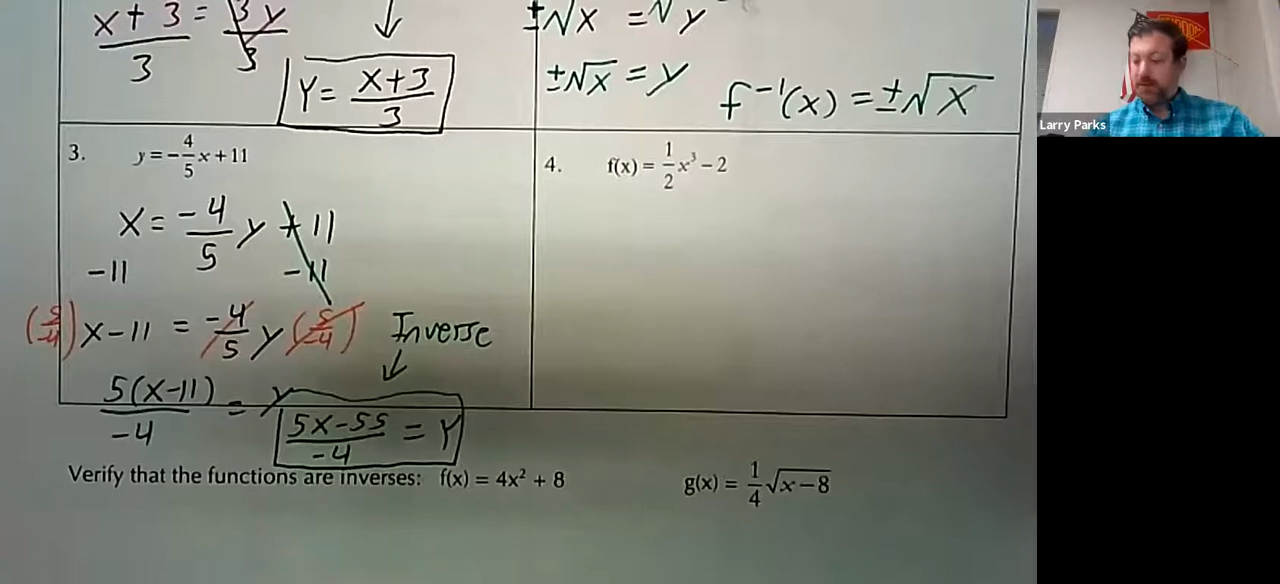 x + 3 = 3y
3 3
Y = x+3
3
±√x = √y
±√x = y
f⁻¹(x) = ±√x
Larry Parks
3. y = -4/5 x + 11
x = -4/5 y + 11
-11 -11
(5/-4) x - 11 = -4/5 y (5/-4)
Inverse
5(x-11)/-4 = y
5x-55/-4 = y
4. f(x) = 1/2 x³ - 2
Verify that the functions are inverses: f(x) = 4x² + 8 g(x) = 1/4 √x-8